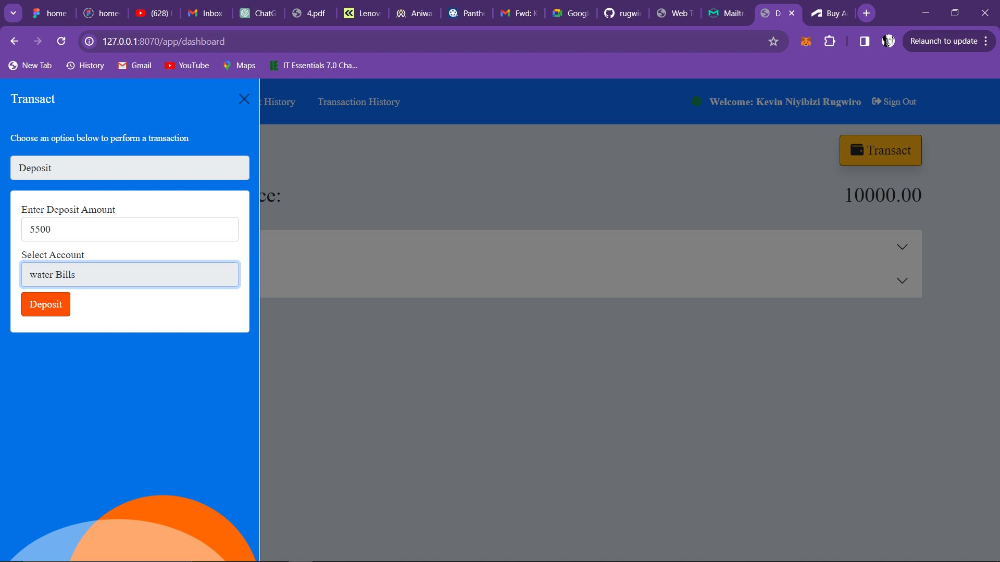 home_
home-
(628)
Inbox
ChatG
4.pdf
Lenov
Aniwa
Panthe
Fwd: K
Googl
rugwir
Web T
Mailtr
D
Buy A
127.0.0.1:8070/app/dashboard
Relaunch to update
New Tab
History
Gmail
YouTube
Maps
IT Essentials 7.0 Cha...
Transact
t History
Transaction History
Welcome: Kevin Niyibizi Rugwiro
Sign Out
Choose an option below to perform a transaction
Transact
Deposit
ce:
10000.00
Enter Deposit Amount
5500
Select Account
water Bills
Deposit